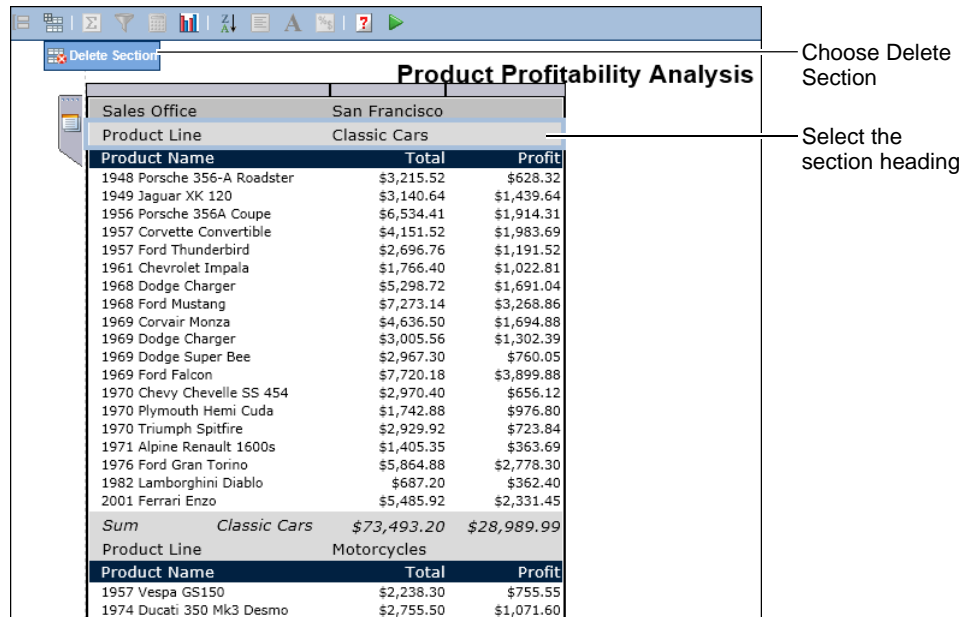 Delete Section
Choose Delete
Section
Product Profitability Analysis
Sales Office San Francisco
Product Line Classic Cars
Select the
section heading
Product Name Total Profit
1948 Porsche 356-A Roadster $3,215.52 $628.32
1949 Jaguar XK 120 $3,140.64 $1,439.64
1956 Porsche 356A Coupe $6,534.41 $1,914.31
1957 Corvette Convertible $4,151.52 $1,983.69
1957 Ford Thunderbird $2,696.76 $1,191.52
1961 Chevrolet Impala $1,766.40 $1,022.81
1968 Dodge Charger $5,298.72 $1,691.04
1968 Ford Mustang $7,273.14 $3,268.86
1969 Corvair Monza $4,636.50 $1,694.88
1969 Dodge Charger $3,005.56 $1,302.39
1969 Dodge Super Bee $2,967.30 $760.05
1969 Ford Falcon $7,720.18 $3,899.88
1970 Chevy Chevelle SS 454 $2,970.40 $656.12
1970 Plymouth Hemi Cuda $1,742.88 $976.80
1970 Triumph Spitfire $2,929.92 $723.84
1971 Alpine Renault 1600s $1,405.35 $363.69
1976 Ford Gran Torino $5,864.88 $2,778.30
1982 Lamborghini Diablo $687.20 $362.40
2001 Ferrari Enzo $5,485.92 $2,331.45
Sum Classic Cars $73,493.20 $28,989.99
Product Line Motorcycles
Product Name Total Profit
1957 Vespa GS150 $2,238.30 $755.55
1974 Ducati 350 Mk3 Desmo $2,755.50 $1,071.60